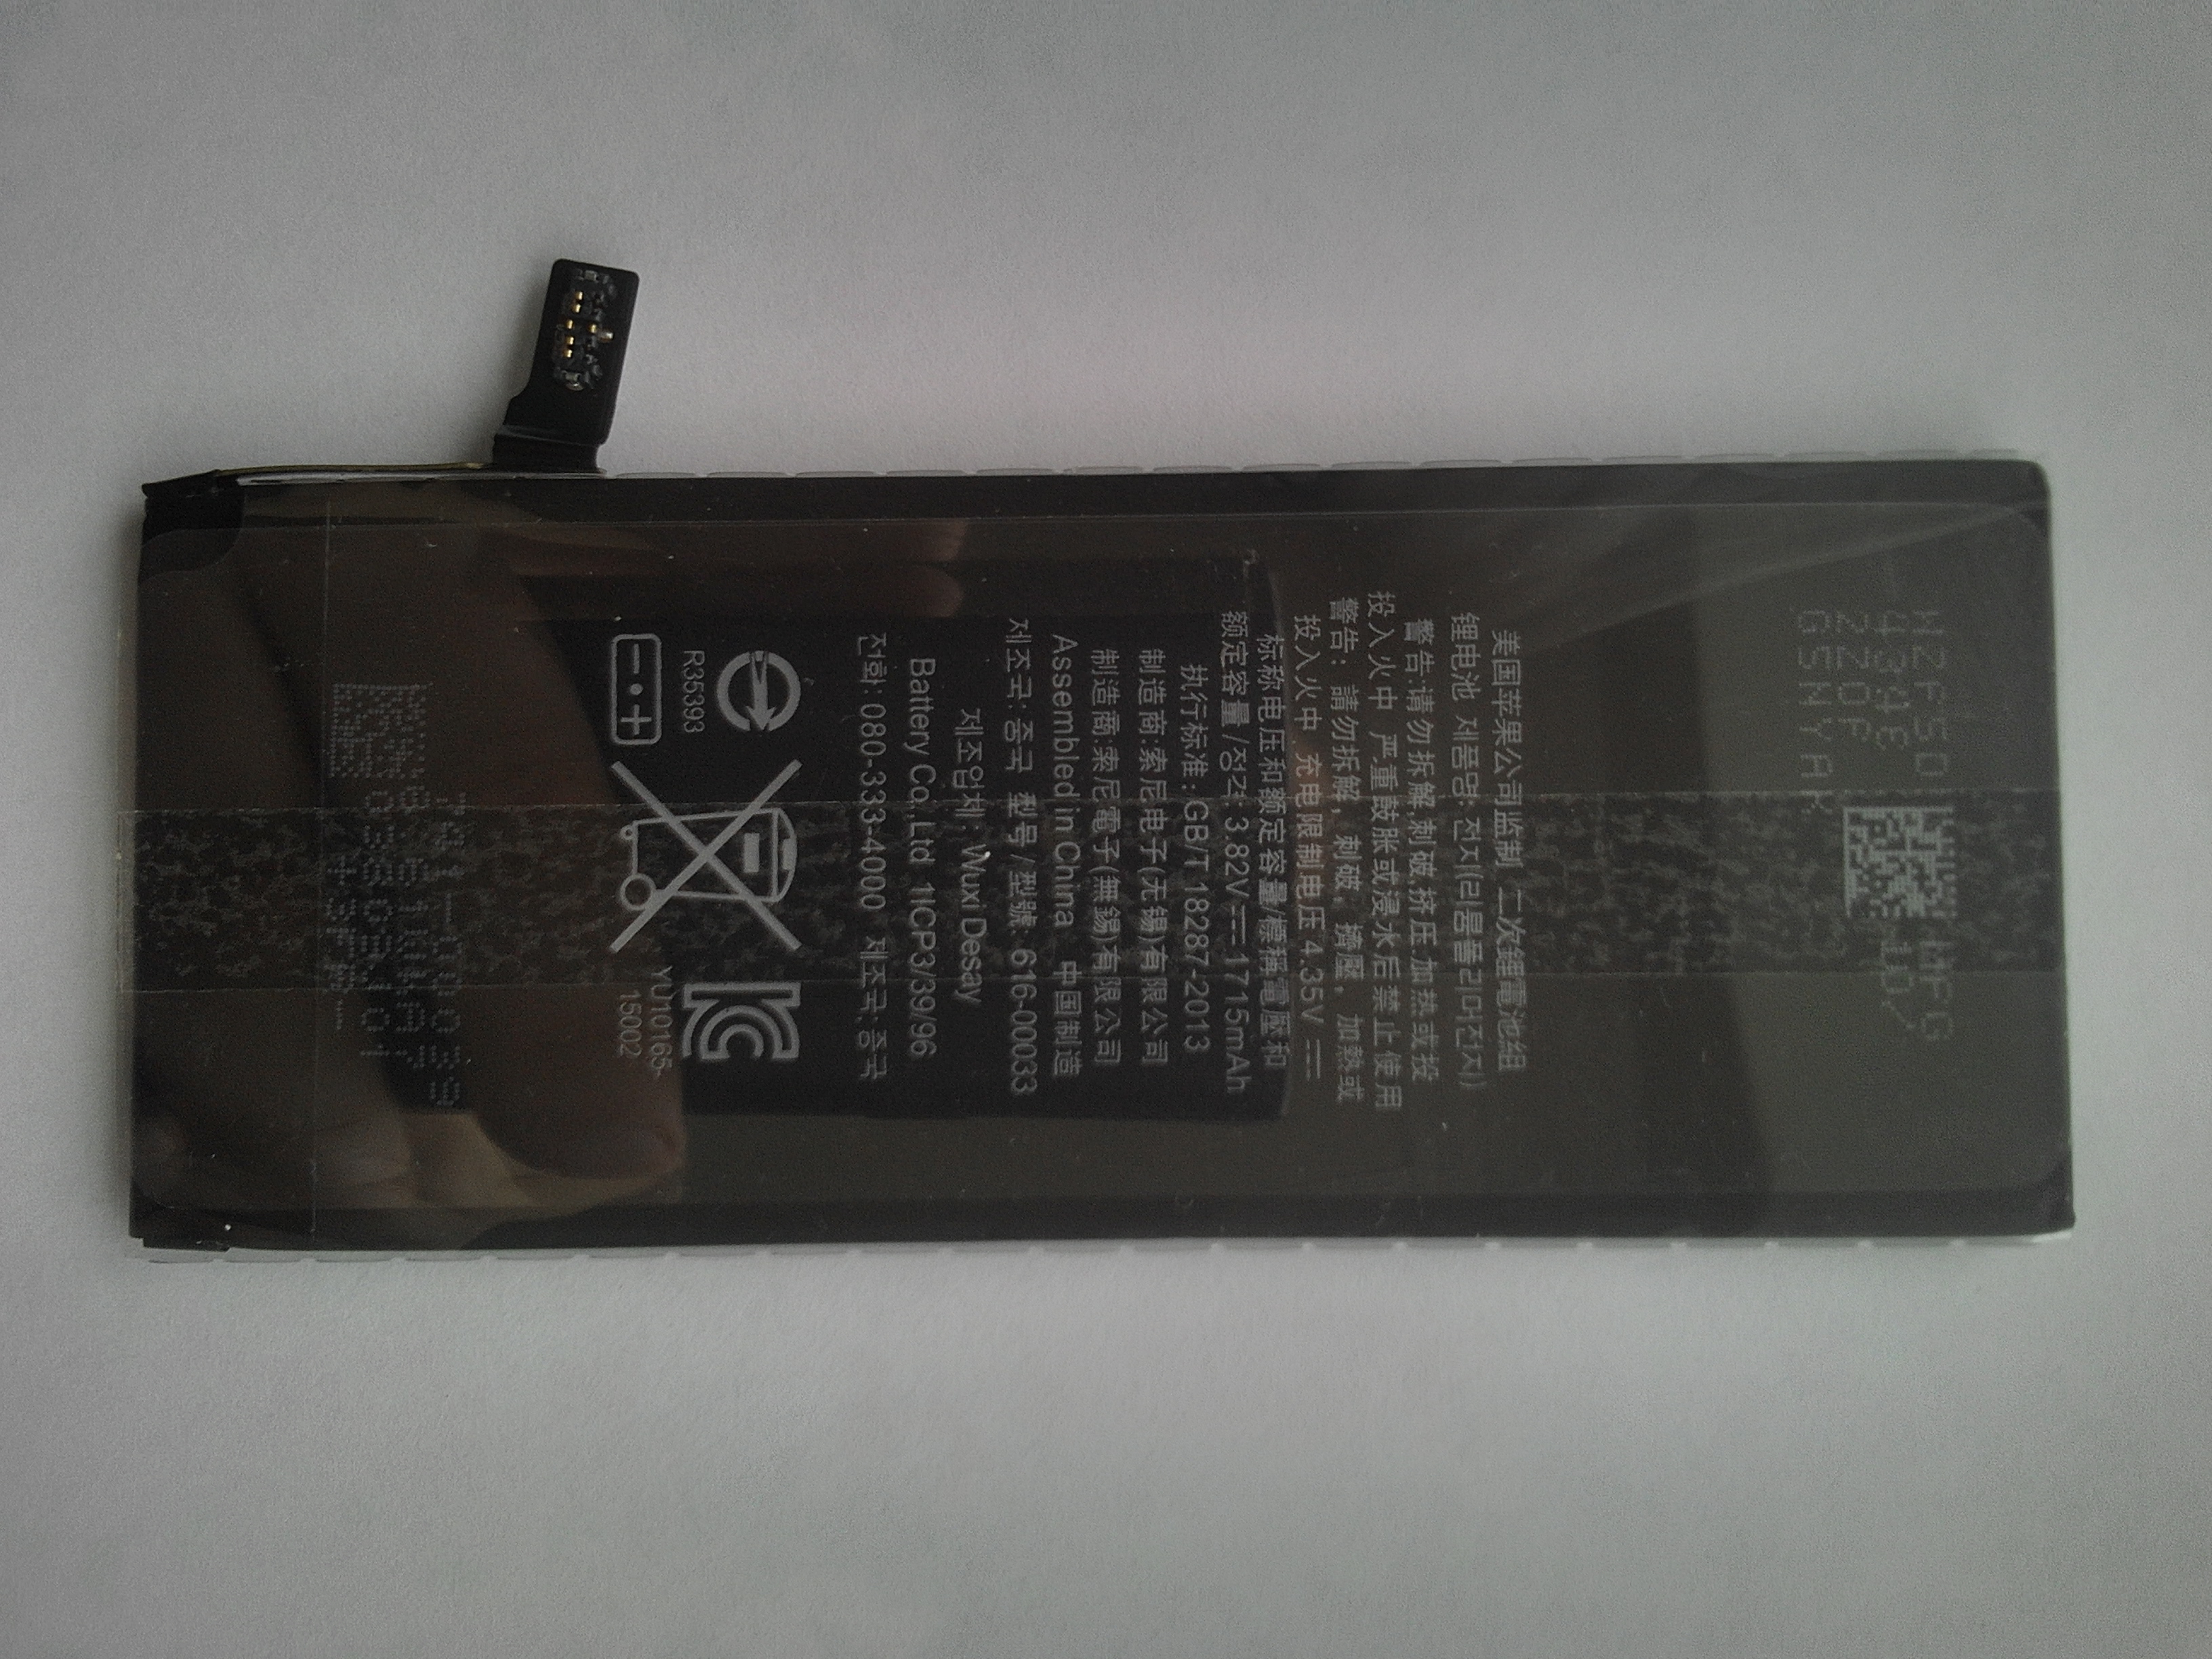 美国苹果公司监制 二次鋰電池組
锂电池 제품명: 전지(리튬폴리머전지)
警告:请勿拆解,刺破,挤压,加热或投
投入火中 严重鼓胀或浸水后禁止使用
警告：請勿拆解，刺破，擠壓，加熱或
投入火中 充电限制电压 4.35V
标称电压和额定容量/標稱電壓和
额定容量 /정격: 3.82V 1715mAh
执行标准 : GB/T 18287-2013
制造商:索尼电子(无锡)有限公司
制造商:索尼電子(無錫)有限公司
Assembled in China 中国制造
제조국: 중국 型号 /型號: 616-00033
제조업체 : Wuxi Desay
Battery Co., Ltd 1ICP3/39/96
전화: 080-333-4000 제조국: 중국
R35393
YU10165-
15002